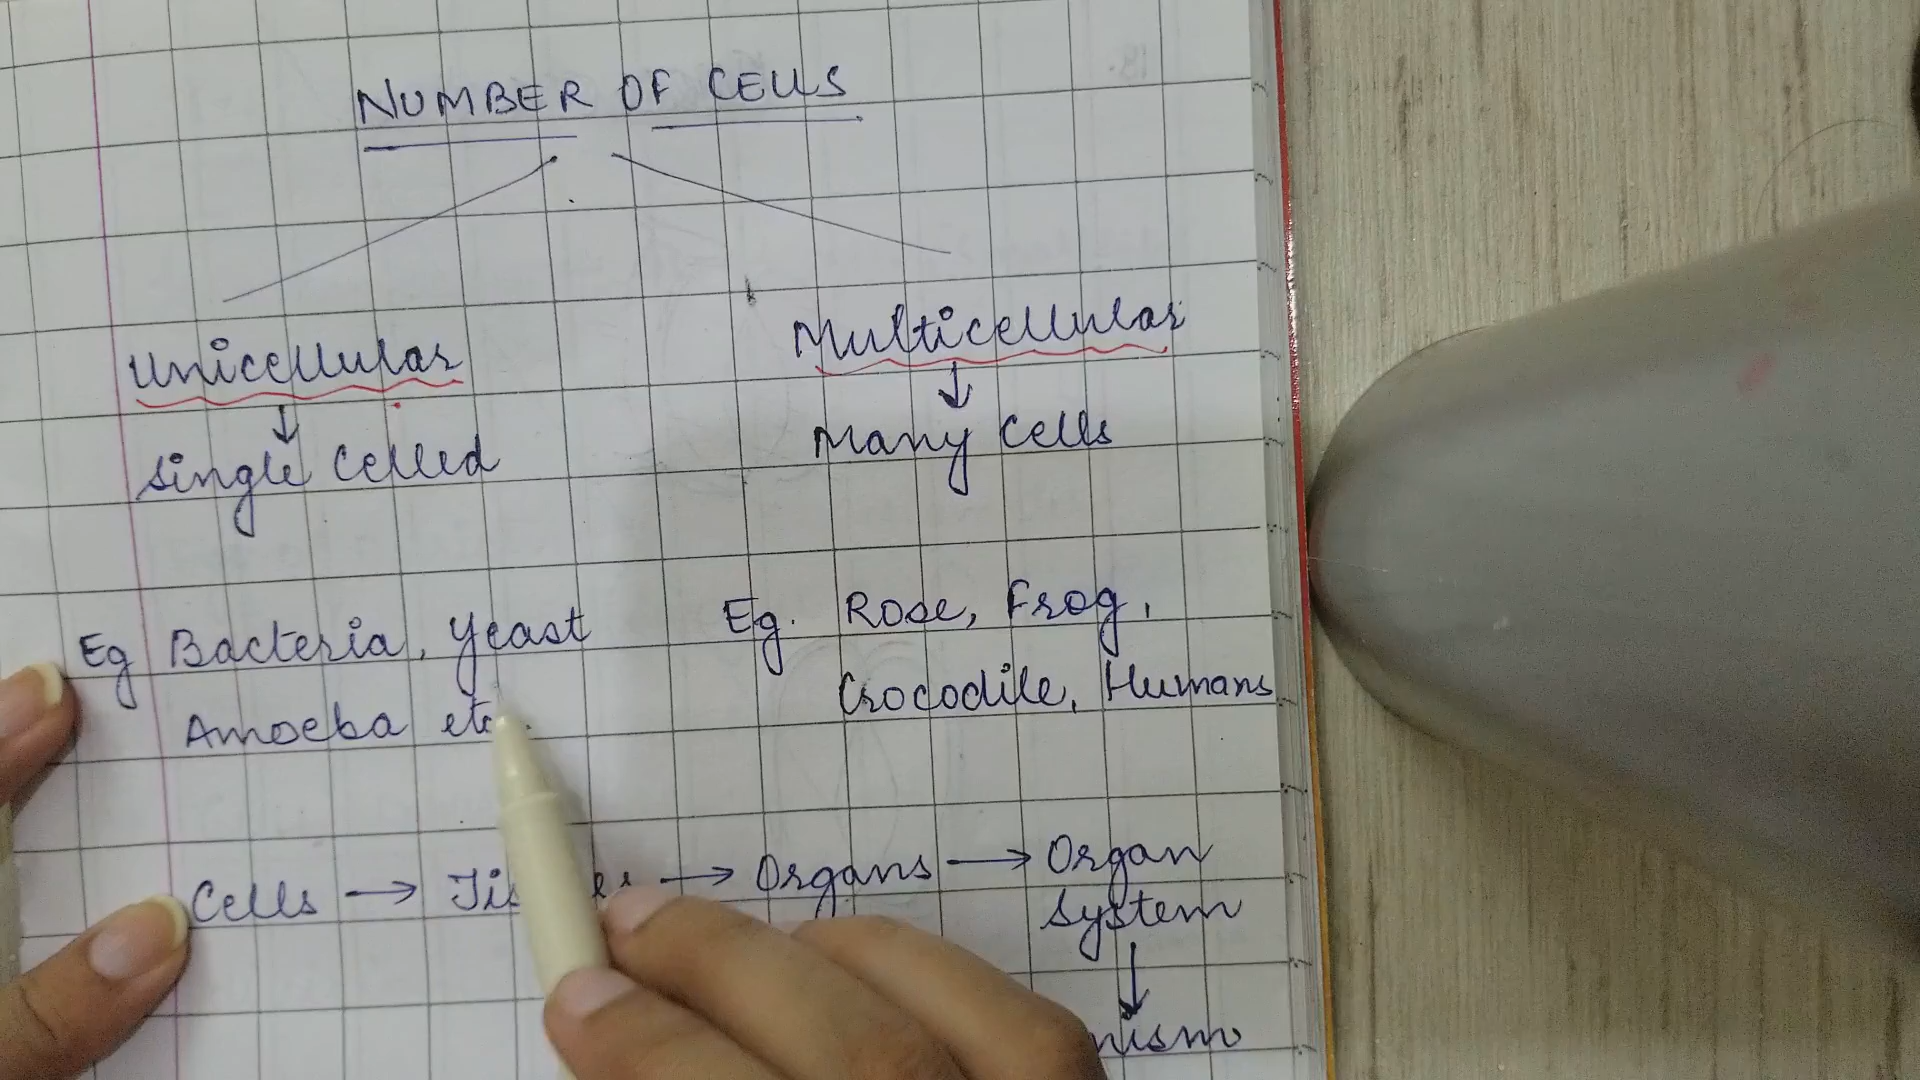 NUMBER OF CELLS
Unicellular
Multicellular
↓
↓
single celled
Many cells
Eg Bacteria, Yeast
Amoeba etc.
Eg. Rose, Frog,
Crocodile, Humans
Cells → → Organs → Organ
system
↓